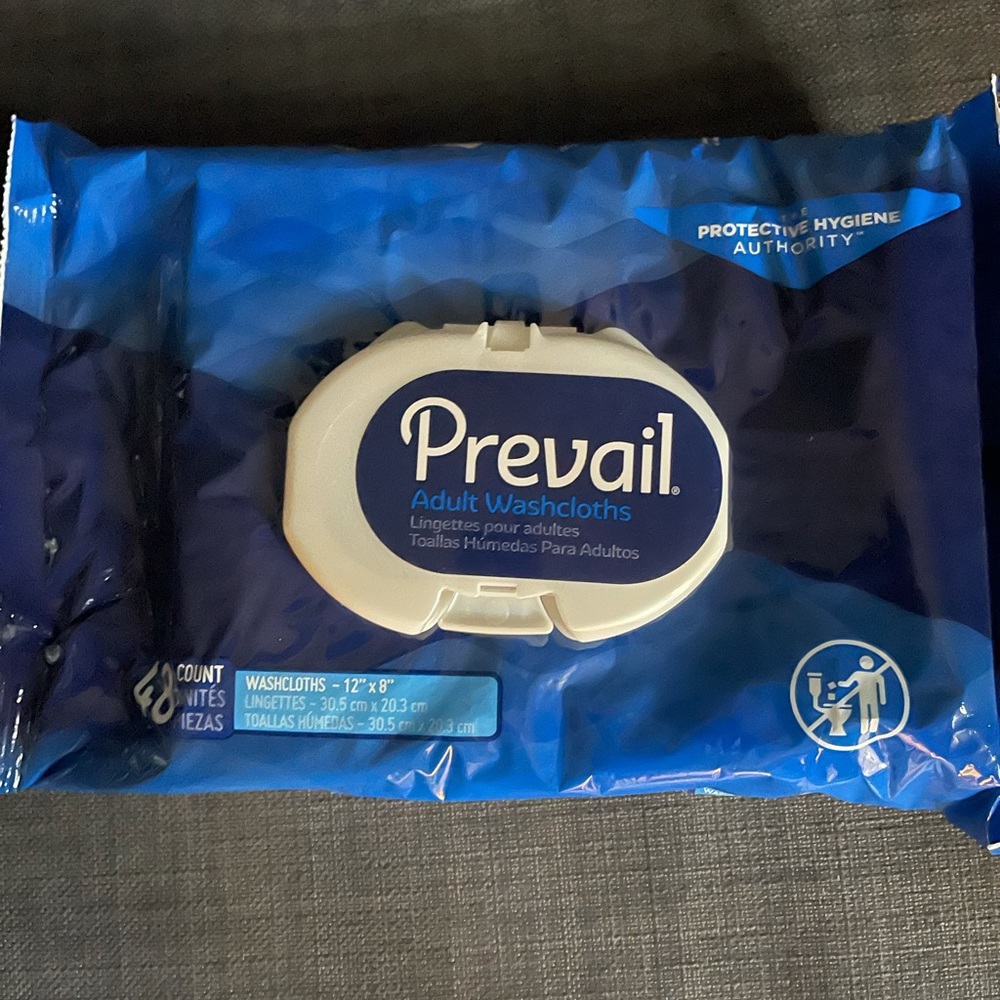 THE
PROTECTIVE HYGIENE
AUTHORITY™
Prevail®
Adult Washcloths
Lingettes pour adultes
Toallas Húmedas Para Adultos
48 COUNT
UNITÉS
PIEZAS
WASHCLOTHS – 12” x 8”
LINGETTES – 30.5 cm x 20.3 cm
TOALLAS HÚMEDAS – 30.5 cm x 20.3 cm